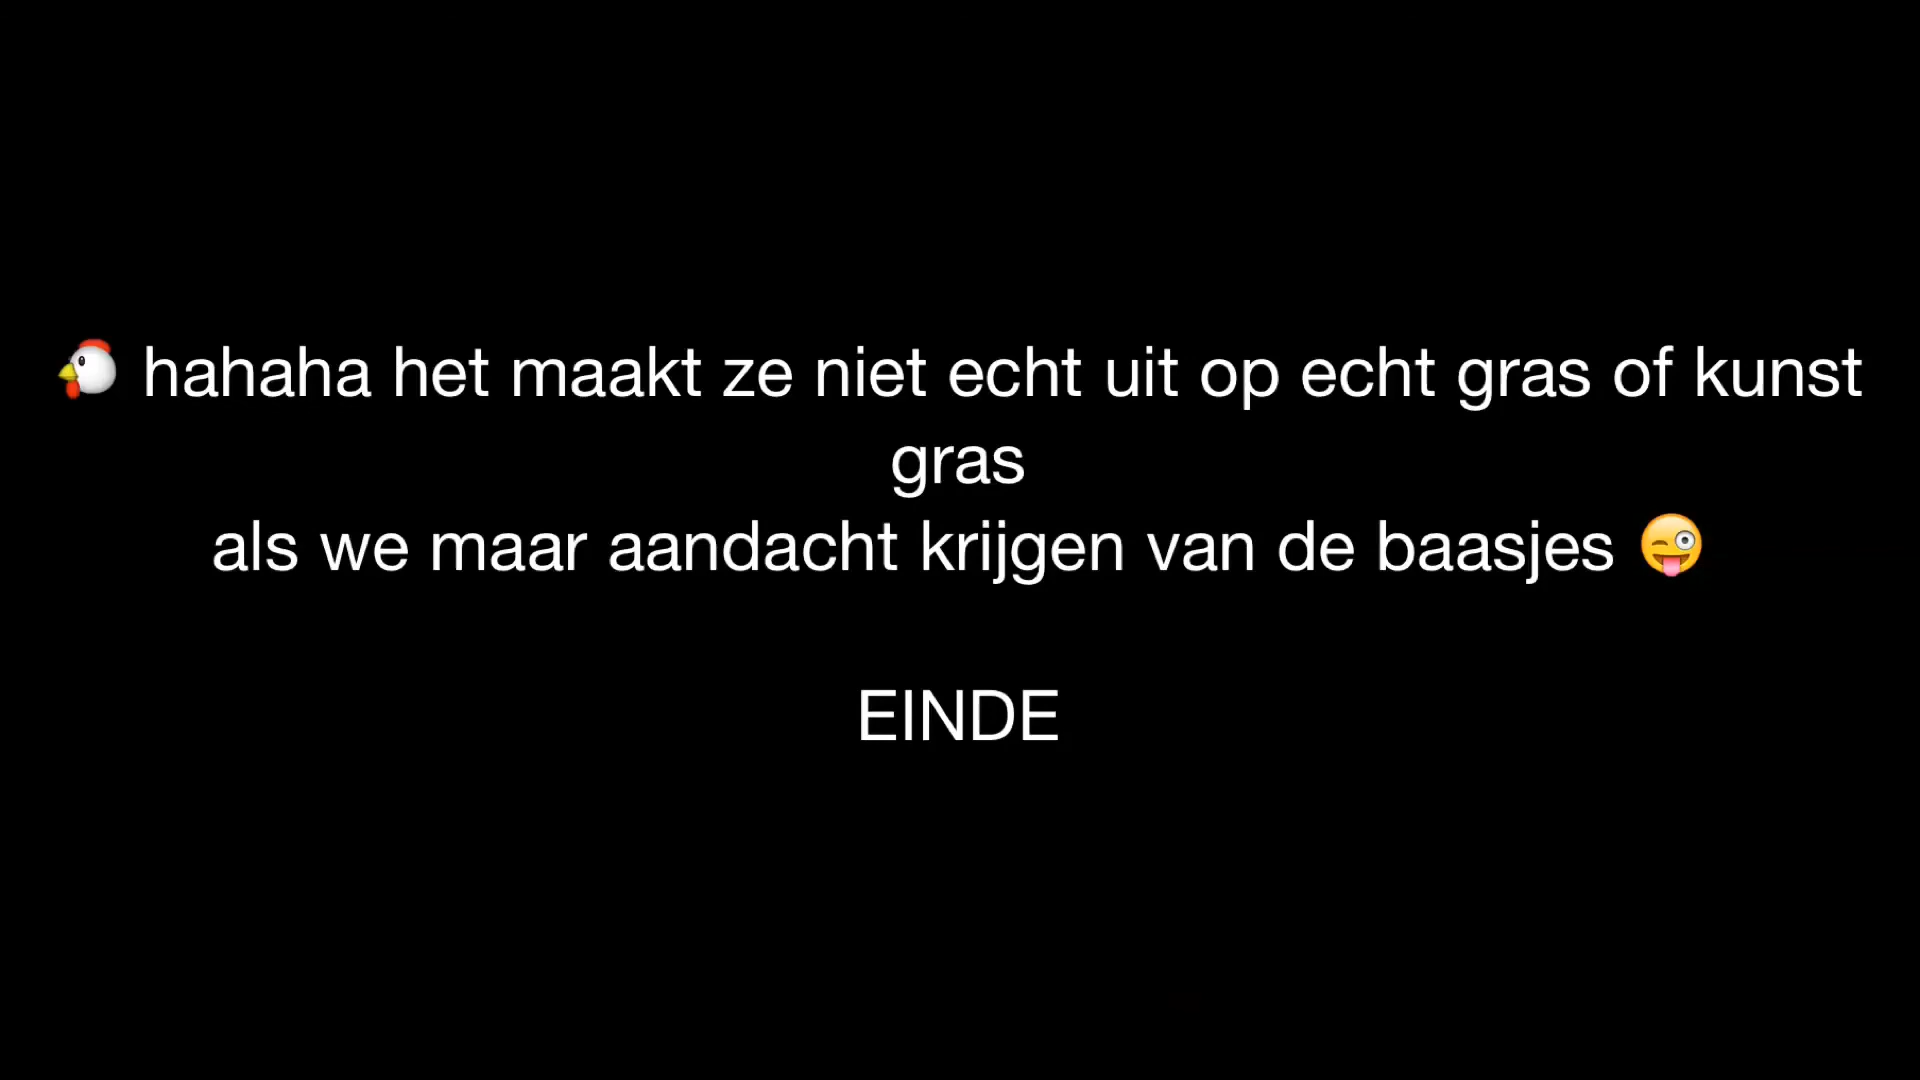 🐔 hahaha het maakt ze niet echt uit op echt gras of kunst
gras
als we maar aandacht krijgen van de baasjes 😜
EINDE